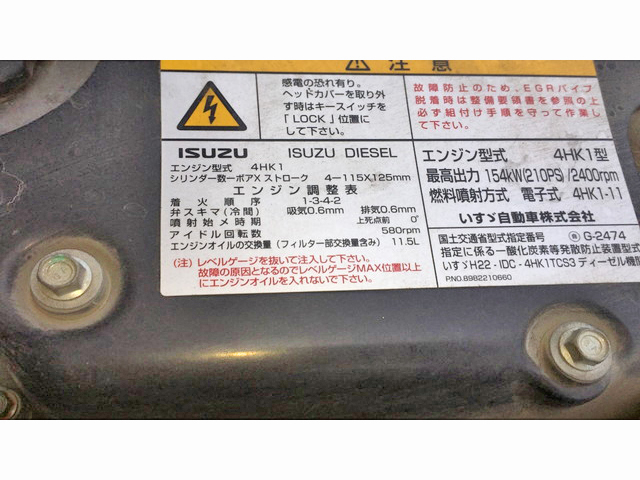 注意
感電の恐れ有り。
ヘッドカバーを取り外
す時はキースイッチを
「LOCK」位置に
して下さい。
故障防止のため、EGRパイプ
脱着時は整備要領書を参照の上
必ず組付け手順を守って作業し
て下さい。
ISUZU ISUZU DIESEL
エンジン型式 4HK1
シリンダー数ーボアX ストローク 4-115X125mm
エンジン調整表
着火順序 1-3-4-2
弁スキマ(冷間) 吸気0.6mm 排気0.6mm
噴射始メ時期 上死点前 0°
アイドル回転数 580rpm
エンジンオイルの交換量(フィルター部交換含み) 11.5L
(注)レベルゲージを抜いて注入して下さい。
故障の原因となるのでレベルゲージMAX位置以上
にエンジンオイルを入れないで下さい。
エンジン型式 4HK1型
最高出力 154kW(210PS)/2400rpm
燃料噴射方式 電子式 4HK1-11
いすゞ自動車株式会社
国土交通省型式指定番号 G-2474
指定に係る一酸化炭素等発散防止装置型式
いすゞH22-IDC-4HK1TCS3 ディーゼル機関
P.NO.8982210660